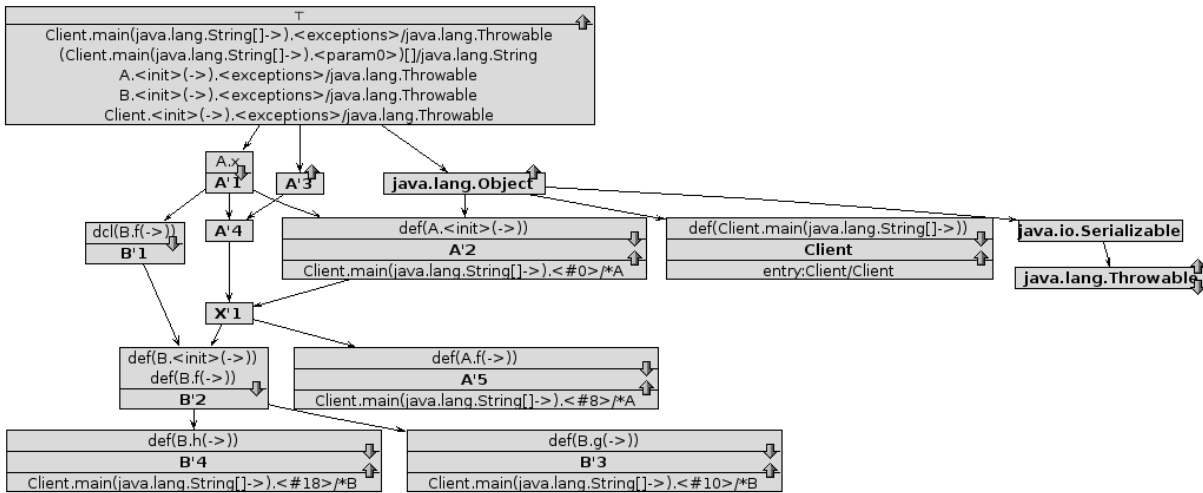 ⊤
Client.main(java.lang.String[]->).<exceptions>/java.lang.Throwable
(Client.main(java.lang.String[]->).<param0>)[]/java.lang.String
A.<init>(->).<exceptions>/java.lang.Throwable
B.<init>(->).<exceptions>/java.lang.Throwable
Client.<init>(->).<exceptions>/java.lang.Throwable
A.x
A'1
A'3
java.lang.Object
dcl(B.f(->))
B'1
A'4
def(A.<init>(->))
A'2
Client.main(java.lang.String[]->).<#0>/*A
def(Client.main(java.lang.String[]->))
Client
entry:Client/Client
java.io.Serializable
java.lang.Throwable
X'1
def(B.<init>(->))
def(B.f(->))
B'2
def(A.f(->))
A'5
Client.main(java.lang.String[]->).<#8>/*A
def(B.h(->))
B'4
Client.main(java.lang.String[]->).<#18>/*B
def(B.g(->))
B'3
Client.main(java.lang.String[]->).<#10>/*B